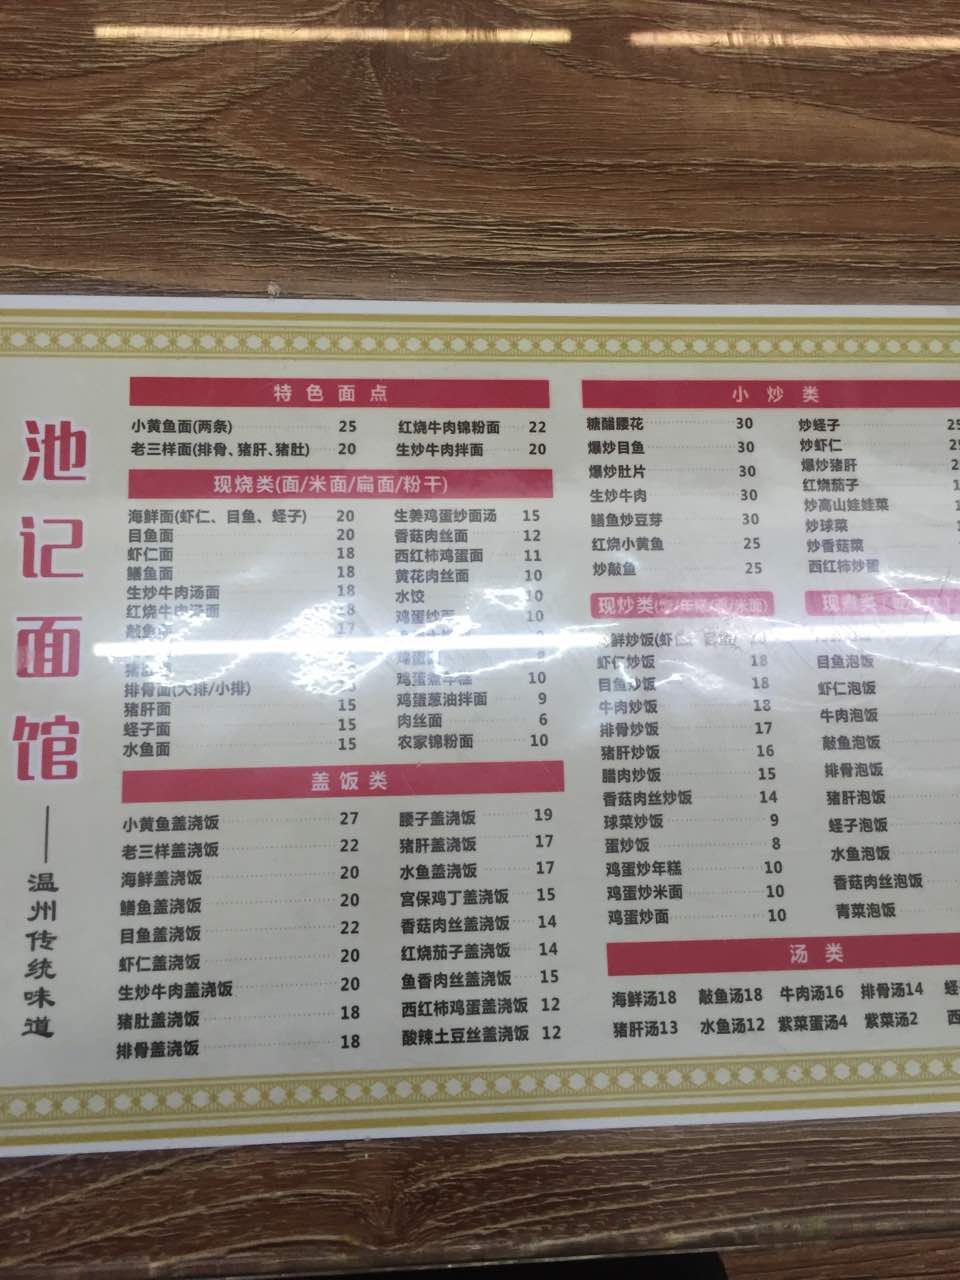 池记面馆
——温州传统味道
特色面点
小黄鱼面(两条) 25
老三样面(排骨、猪肝、猪肚) 20
红烧牛肉锦粉面 22
生炒牛肉拌面 20
现烧类(面/米面/扁面/粉干)
海鲜面(虾仁、目鱼、蛏子) 20
目鱼面 20
虾仁面 18
鳝鱼面 18
生炒牛肉汤面 18
红烧牛肉汤面 18
敲鱼面 17
排骨面(大排/小排)
猪肝面 15
蛏子面 15
水鱼面 15
生姜鸡蛋纱面汤 15
香菇肉丝面 12
西红柿鸡蛋面 11
黄花肉丝面 10
水饺 10
鸡蛋纱面 10
鸡蛋煮年糕 10
鸡蛋葱油拌面 9
肉丝面 6
农家锦粉面 10
盖饭类
小黄鱼盖浇饭 27
老三样盖浇饭 22
海鲜盖浇饭 20
鳝鱼盖浇饭 20
目鱼盖浇饭 22
虾仁盖浇饭 20
生炒牛肉盖浇饭 20
猪肚盖浇饭 18
排骨盖浇饭 18
腰子盖浇饭 19
猪肝盖浇饭 17
水鱼盖浇饭 17
宫保鸡丁盖浇饭 15
香菇肉丝盖浇饭 14
红烧茄子盖浇饭 14
鱼香肉丝盖浇饭 15
西红柿鸡蛋盖浇饭 12
酸辣土豆丝盖浇饭 12
小炒类
糖醋腰花 30
爆炒目鱼 30
爆炒肚片 30
生炒牛肉 30
鳝鱼炒豆芽 30
红烧小黄鱼 25
炒敲鱼 25
炒蛏子
炒虾仁
爆炒猪肝
红烧茄子
炒高山娃娃菜
炒球菜
炒香菇菜
西红柿炒蛋
现炒类
虾仁炒饭 18
目鱼炒饭 18
牛肉炒饭 18
排骨炒饭 17
猪肝炒饭 16
腊肉炒饭 15
香菇肉丝炒饭 14
球菜炒饭 9
蛋炒饭 8
鸡蛋炒年糕 10
鸡蛋炒米面 10
鸡蛋炒面 10
现煮类
目鱼泡饭
虾仁泡饭
牛肉泡饭
敲鱼泡饭
排骨泡饭
猪肝泡饭
蛏子泡饭
水鱼泡饭
香菇肉丝泡饭
青菜泡饭
汤类
海鲜汤18 敲鱼汤18 牛肉汤16 排骨汤14
猪肝汤13 水鱼汤12 紫菜蛋汤4 紫菜汤2